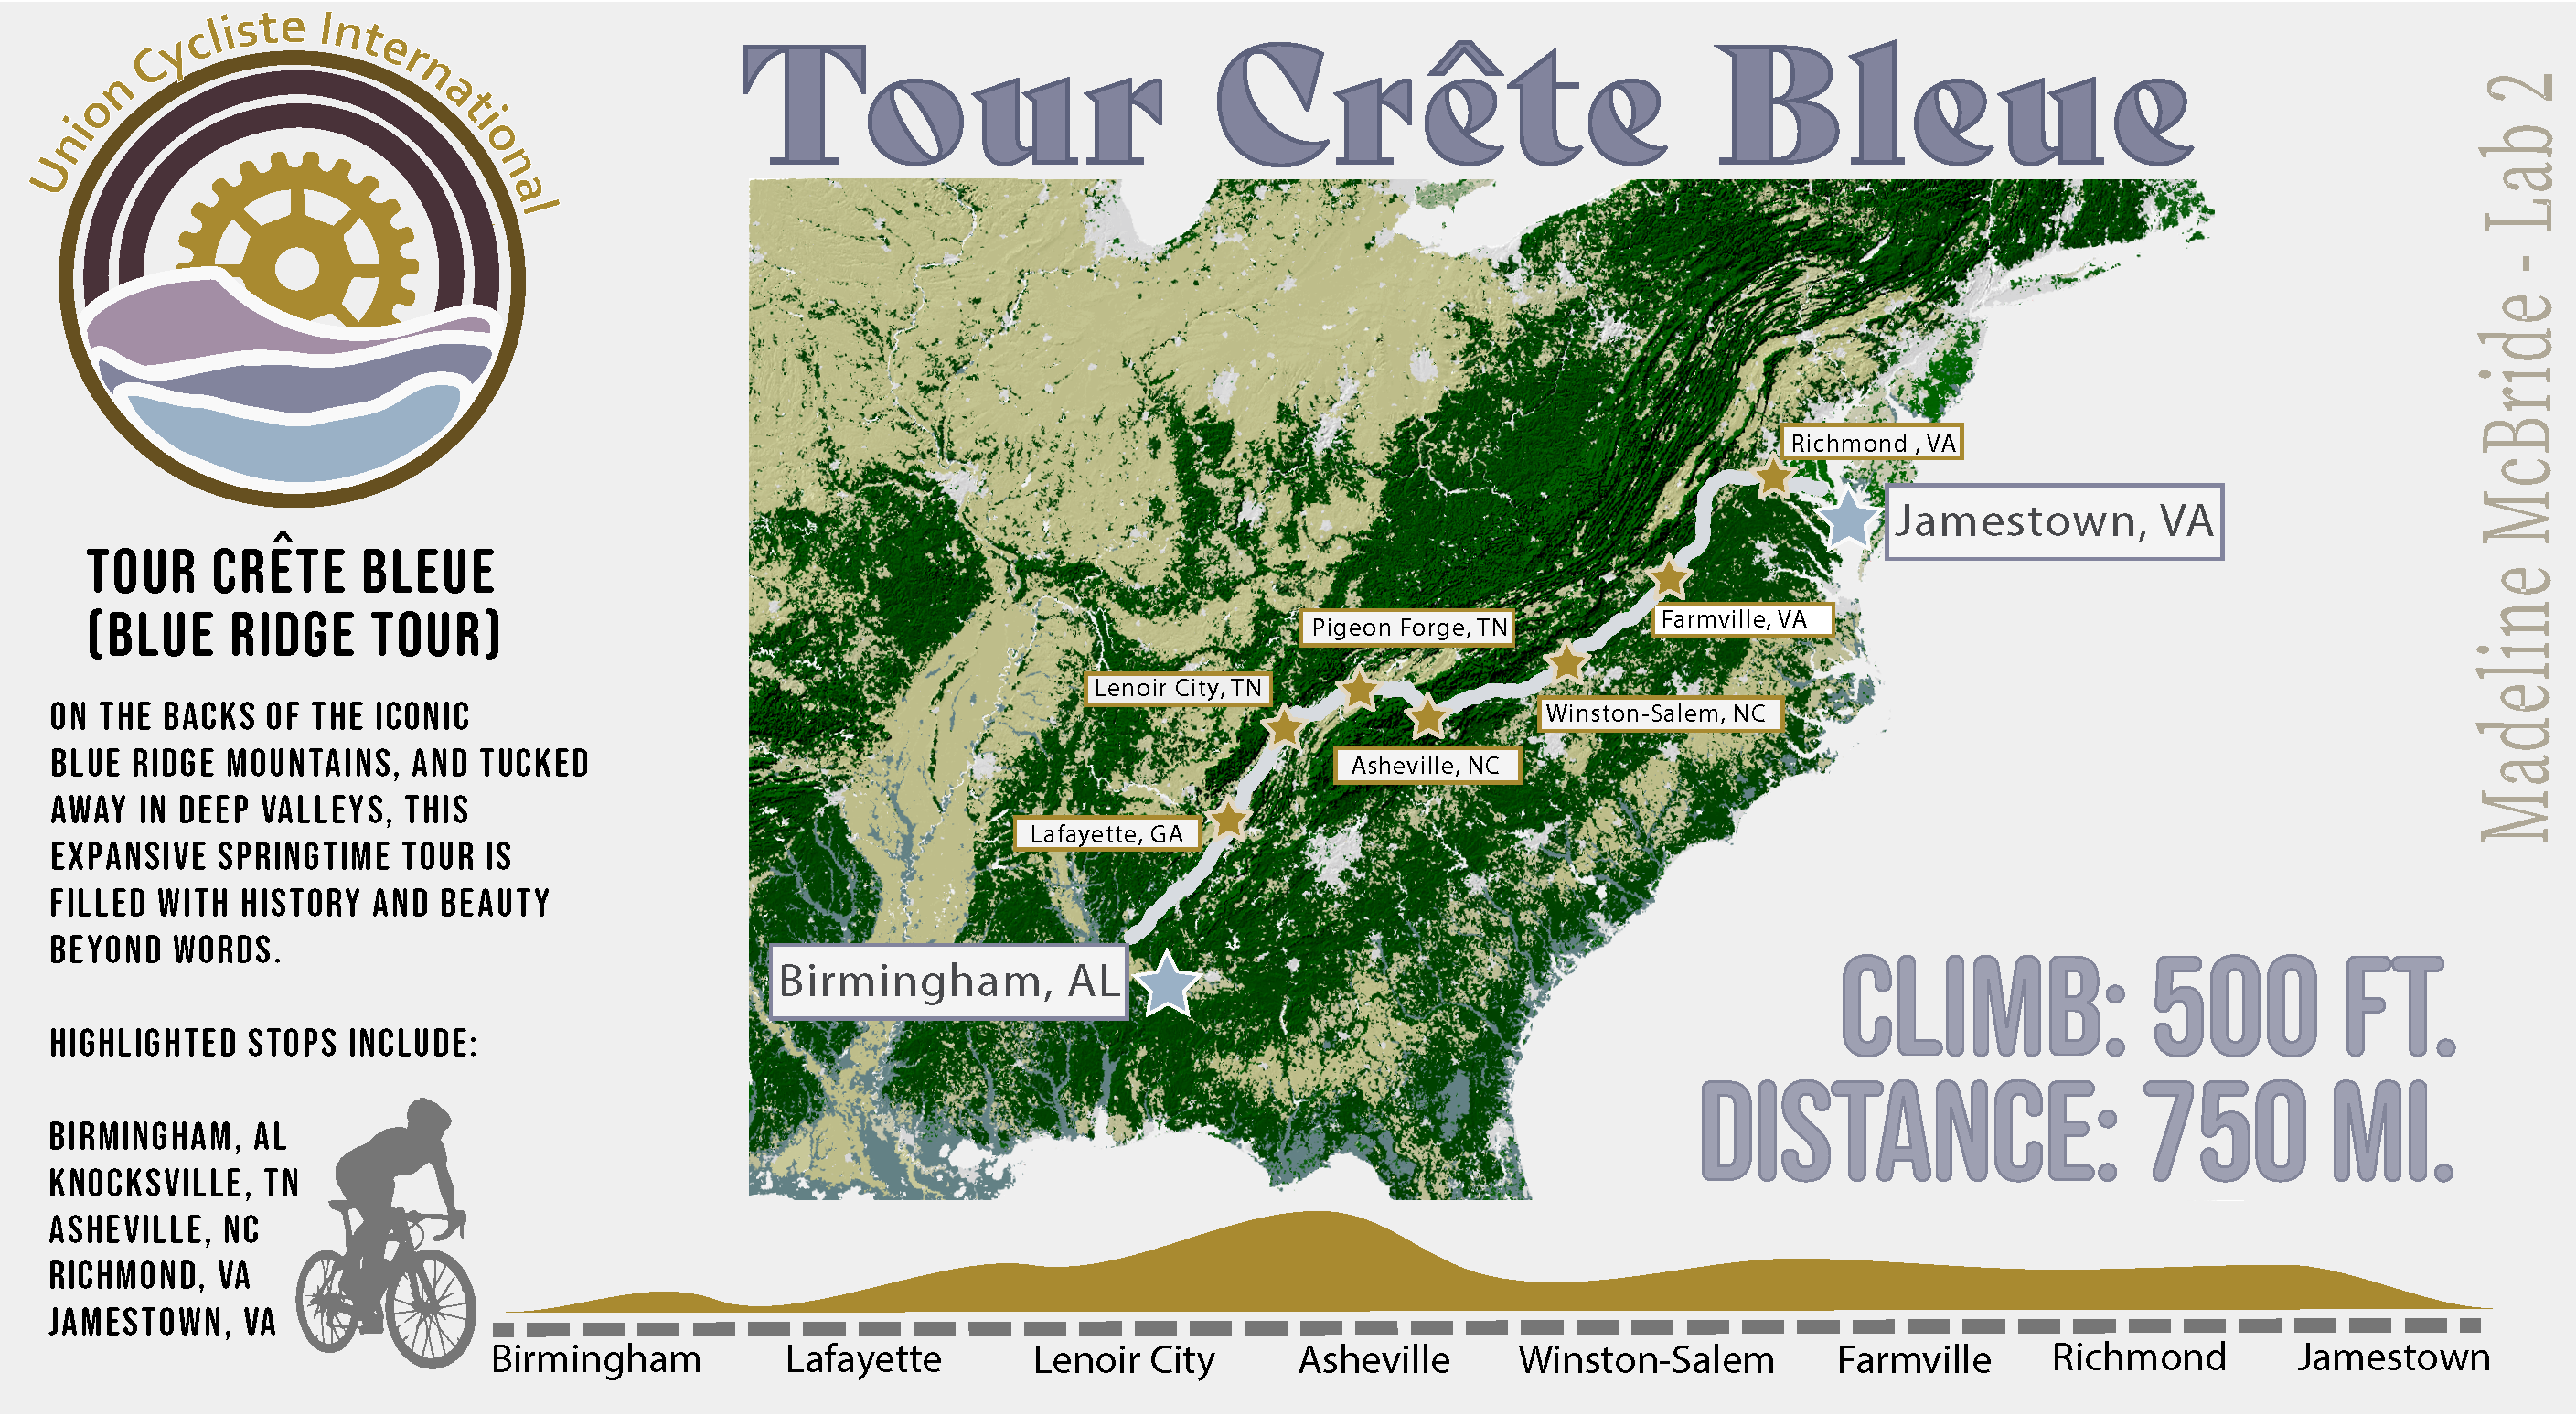 Union Cycliste International
Tour Crête Bleue
Madeline McBride - Lab 2
TOUR CRÊTE BLEUE
(BLUE RIDGE TOUR)
ON THE BACKS OF THE ICONIC
BLUE RIDGE MOUNTAINS, AND TUCKED
AWAY IN DEEP VALLEYS, THIS
EXPANSIVE SPRINGTIME TOUR IS
FILLED WITH HISTORY AND BEAUTY
BEYOND WORDS.
HIGHLIGHTED STOPS INCLUDE:
BIRMINGHAM, AL
KNOCKSVILLE, TN
ASHEVILLE, NC
RICHMOND, VA
JAMESTOWN, VA
Richmond , VA
Jamestown, VA
Farmville, VA
Pigeon Forge, TN
Lenoir City, TN
Winston-Salem, NC
Asheville, NC
Lafayette, GA
Birmingham, AL
CLIMB: 500 FT.
DISTANCE: 750 MI.
Birmingham Lafayette Lenoir City Asheville Winston-Salem Farmville Richmond Jamestown